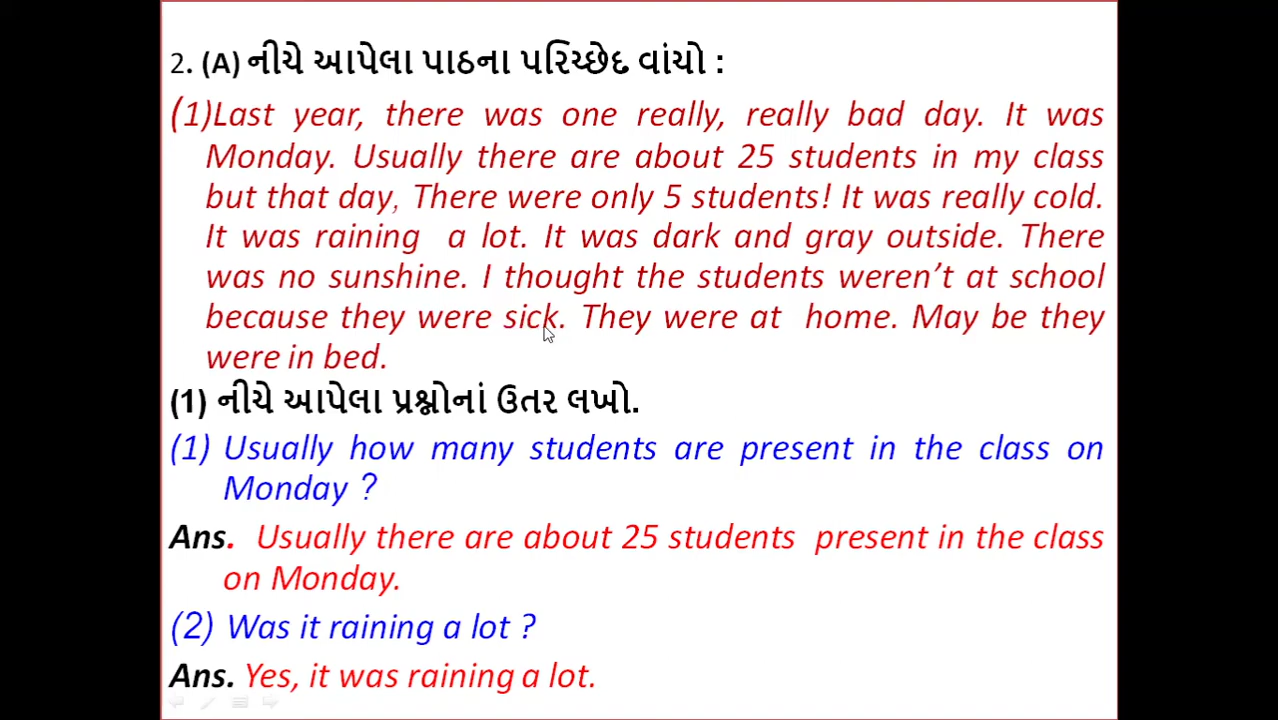 2. (A) નીચે આપેલા પાઠના પરિચ્છેદ વાંચો :
(1)Last year, there was one really, really bad day. It was
Monday. Usually there are about 25 students in my class
but that day, There were only 5 students! It was really cold.
It was raining a lot. It was dark and gray outside. There
was no sunshine. I thought the students weren’t at school
because they were sick. They were at home. May be they
were in bed.
(1) નીચે આપેલા પ્રશ્નોનાં ઉતર લખો.
(1) Usually how many students are present in the class on
Monday ?
Ans. Usually there are about 25 students present in the class
on Monday.
(2) Was it raining a lot ?
Ans. Yes, it was raining a lot.